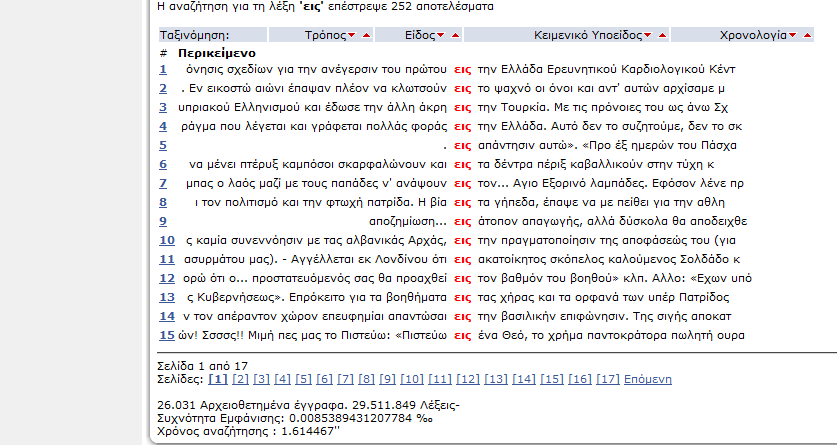 Η αναζήτηση για τη λέξη 'εις' επέστρεψε 252 αποτελέσματα
Ταξινόμηση: Τρόπος Είδος Κειμενικό Υποείδος Χρονολογία
# Περικείμενο
1 όνησις σχεδίων για την ανέγερσιν του πρώτου εις την Ελλάδα Ερευνητικού Καρδιολογικού Κέντ
2 . Εν εικοστώ αιώνι έπαψαν πλέον να κλωτσούν εις το ψαχνό οι όνοι και αντ' αυτών αρχίσαμε μ
3 υπριακού Ελληνισμού και έδωσε την άλλη άκρη εις την Τουρκία. Με τις πρόνοιες του ως άνω Σχ
4 ράγμα που λέγεται και γράφεται πολλάς φοράς εις την Ελλάδα. Αυτό δεν το συζητούμε, δεν το σκ
5 . εις απάντησιν αυτώ». «Προ έξ ημερών του Πάσχα
6 να μένει πτέρυξ καμπόσοι σκαρφαλώνουν και εις τα δέντρα πέριξ καβαλλικούν στην τύχη κ
7 μπας ο λαός μαζί με τους παπάδες ν' ανάψουν εις τον... Αγιο Εξορινό λαμπάδες. Εφόσον λένε πρ
8 ι τον πολιτισμό και την φτωχή πατρίδα. Η βία εις τα γήπεδα, έπαψε να με πείθει για την αθλη
9 αποζημίωση... εις άτοπον απαγωγής, αλλά δύσκολα θα αποδειχθε
10 ς καμία συνεννόησιν με τας αλβανικάς Αρχάς, εις την πραγματοποίησιν της αποφάσεώς του (για
11 ασυρμάτου μας). - Αγγέλλεται εκ Λονδίνου ότι εις ακατοίκητος σκόπελος καλούμενος Σολδάδο κ
12 ορώ ότι ο... προστατευόμενός σας θα προαχθεί εις τον βαθμόν του βοηθού» κλπ. Αλλο: «Εχων υπό
13 ς Κυβερνήσεως». Επρόκειτο για τα βοηθήματα εις τας χήρας και τα ορφανά των υπέρ Πατρίδος
14 ν τον απέραντον χώρον επευφημίαι απαντώσαι εις την βασιλικήν επιφώνησιν. Της σιγής αποκατ
15 ών! Σσσσς!! Μιμή πες μας το Πιστεύω: «Πιστεύω εις ένα Θεό, το χρήμα παντοκράτορα πωλητή ουρα
Σελίδα 1 από 17
Σελίδες: [1] [2] [3] [4] [5] [6] [7] [8] [9] [10] [11] [12] [13] [14] [15] [16] [17] Επόμενη
26.031 Αρχειοθετημένα έγγραφα. 29.511.849 Λέξεις-
Συχνότητα Εμφάνισης: 0.0085389431207784 ‰
Χρόνος αναζήτησης : 1.614467''